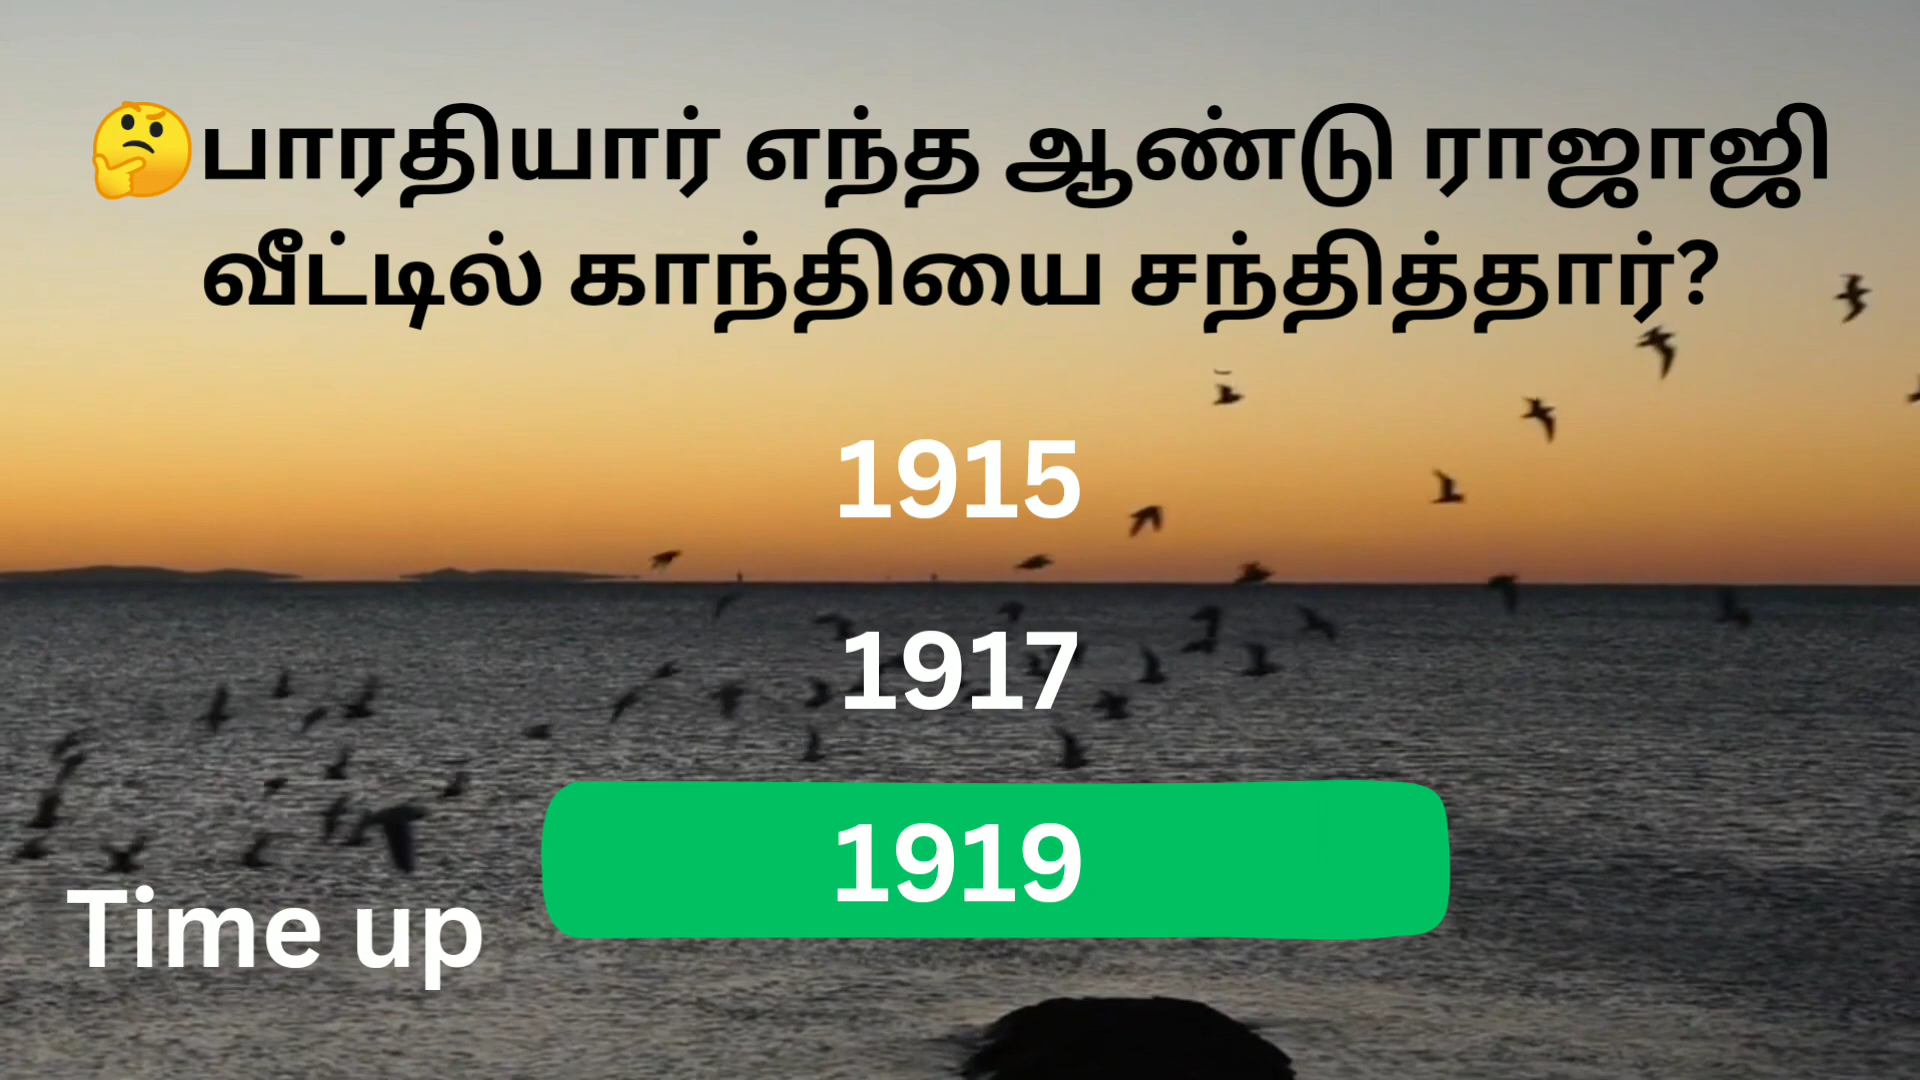 🤔பாரதியார் எந்த ஆண்டு ராஜாஜி
வீட்டில் காந்தியை சந்தித்தார்?
1915
1917
1919
Time up